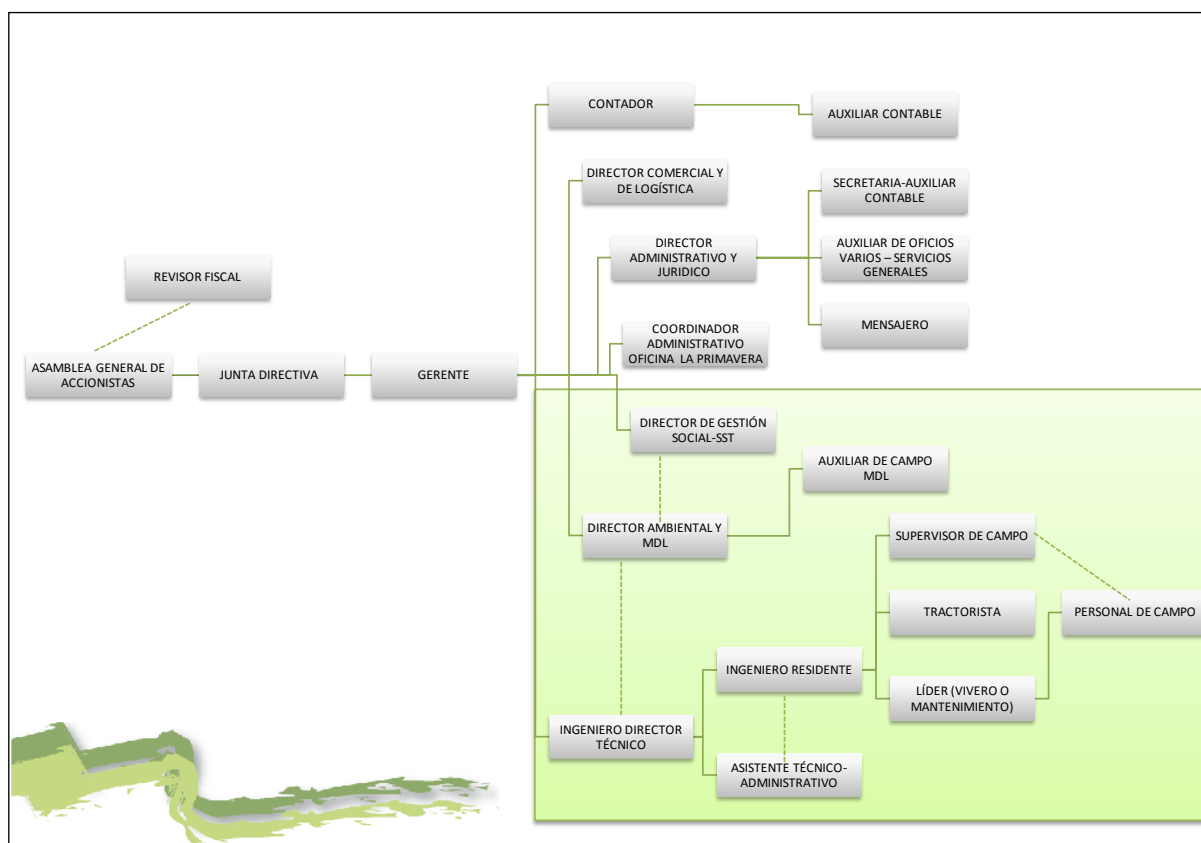 CONTADOR
AUXILIAR CONTABLE
DIRECTOR COMERCIAL Y
DE LOGÍSTICA
SECRETARIA-AUXILIAR
CONTABLE
DIRECTOR
ADMINISTRATIVO Y
JURIDICO
AUXILIAR DE OFICIOS
VARIOS – SERVICIOS
GENERALES
REVISOR FISCAL
MENSAJERO
COORDINADOR
ADMINISTRATIVO
OFICINA LA PRIMAVERA
ASAMBLEA GENERAL DE
ACCIONISTAS
JUNTA DIRECTIVA
GERENTE
DIRECTOR DE GESTIÓN
SOCIAL-SST
AUXILIAR DE CAMPO
MDL
DIRECTOR AMBIENTAL Y
MDL
SUPERVISOR DE CAMPO
TRACTORISTA
PERSONAL DE CAMPO
INGENIERO RESIDENTE
LÍDER (VIVERO O
MANTENIMIENTO)
INGENIERO DIRECTOR
TÉCNICO
ASISTENTE TÉCNICO-
ADMINISTRATIVO